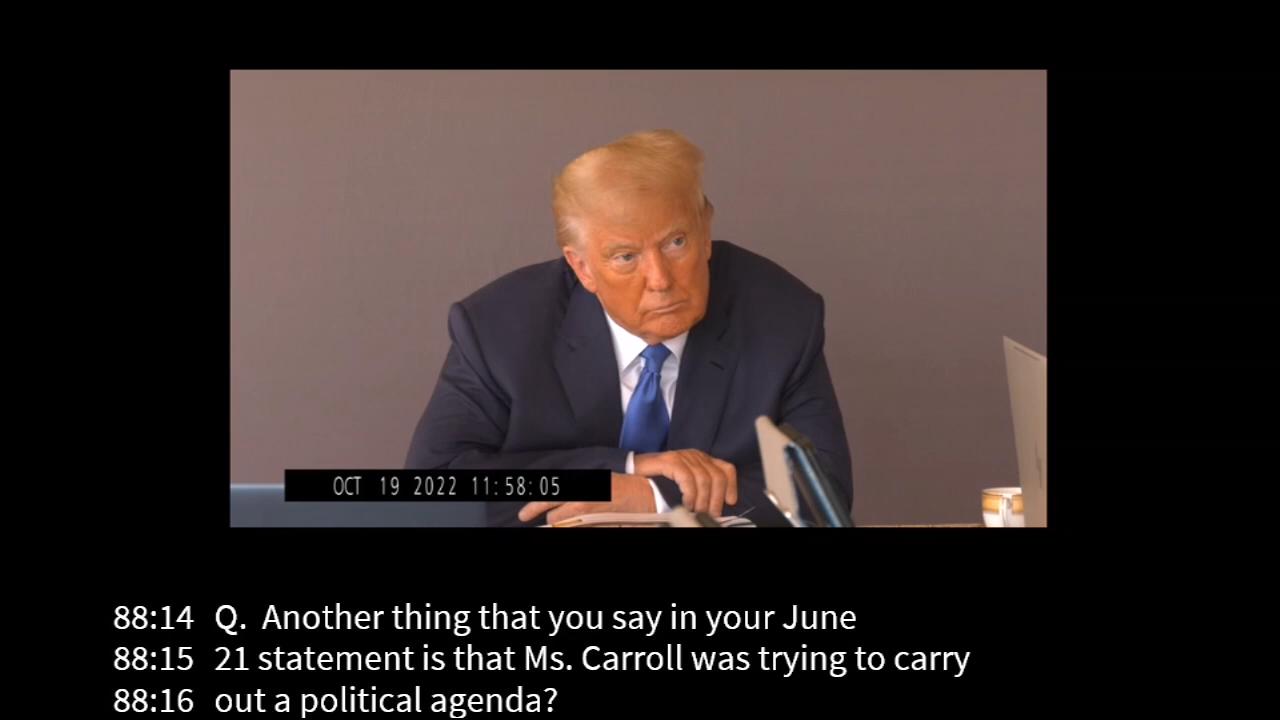 OCT 19 2022 11:58:05
88:14 Q. Another thing that you say in your June
88:15 21 statement is that Ms. Carroll was trying to carry
88:16 out a political agenda?